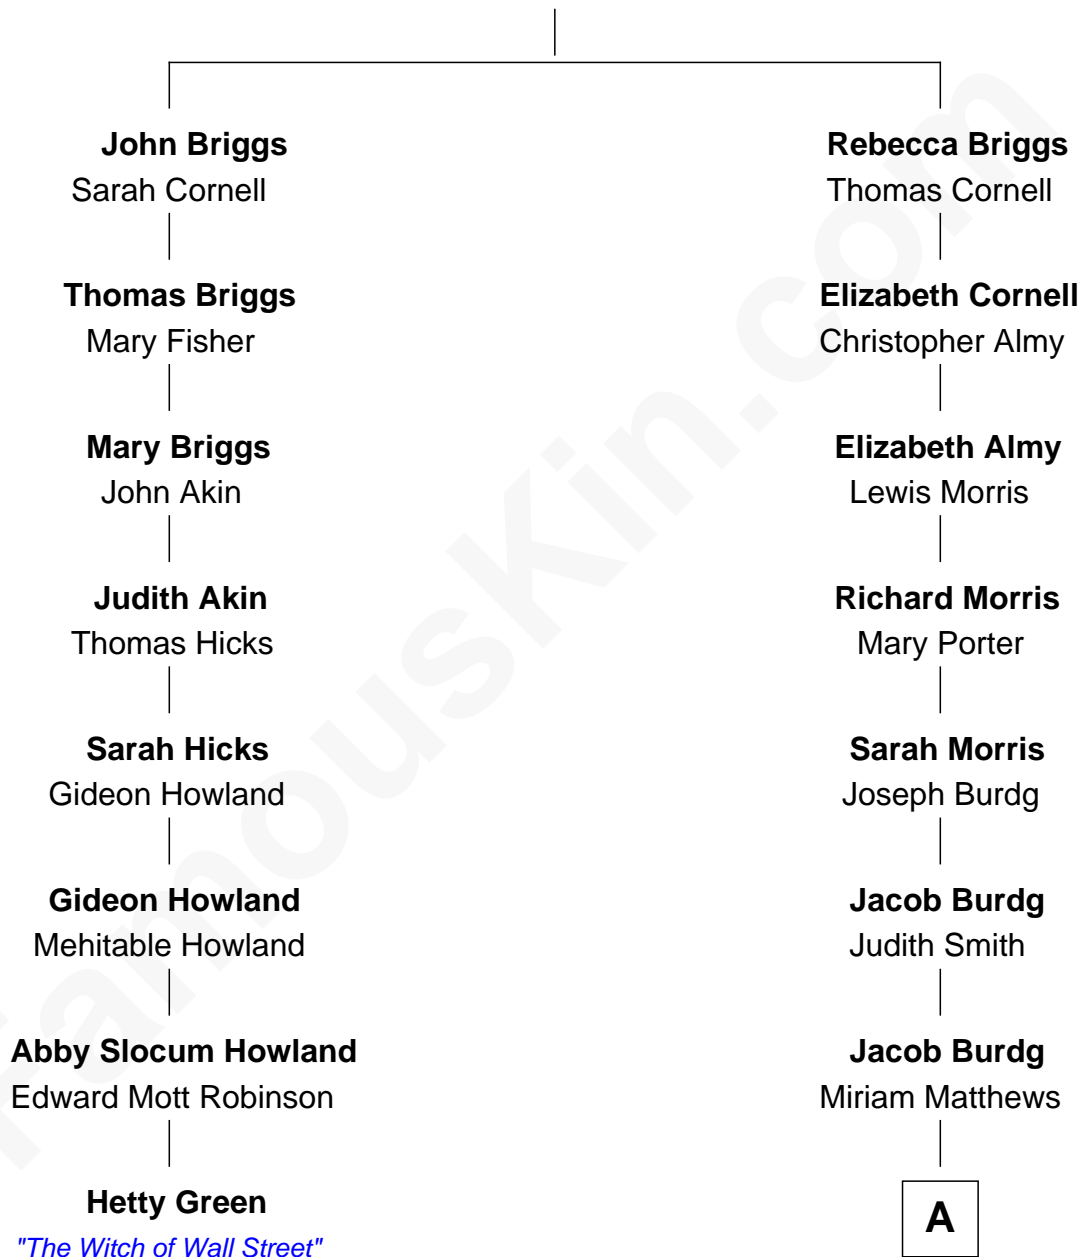 John Briggs
Sarah Cornell
Thomas Briggs
Mary Fisher
Mary Briggs
John Akin
Judith Akin
Thomas Hicks
Sarah Hicks
Gideon Howland
Gideon Howland
Mehitable Howland
Abby Slocum Howland
Edward Mott Robinson
Hetty Green
"The Witch of Wall Street"
Rebecca Briggs
Thomas Cornell
Elizabeth Cornell
Christopher Almy
Elizabeth Almy
Lewis Morris
Richard Morris
Mary Porter
Sarah Morris
Joseph Burdg
Jacob Burdg
Judith Smith
Jacob Burdg
Miriam Matthews
A
FamousKin.com